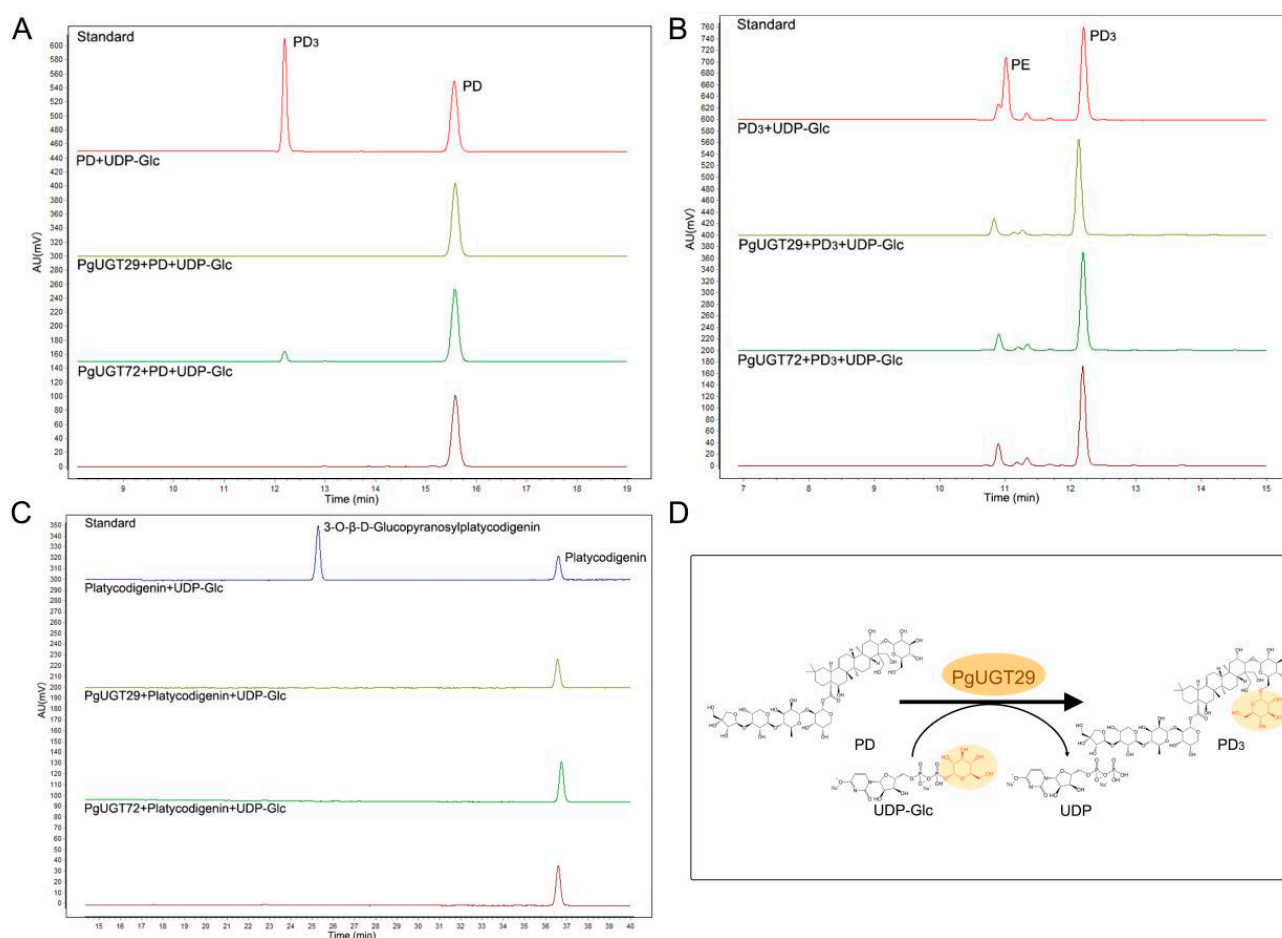 A
Standard
PD3
PD
PD+UDP-Glc
PgUGT29+PD+UDP-Glc
PgUGT72+PD+UDP-Glc
AU(mV)
600
580
560
540
520
500
480
460
440
420
400
380
360
340
320
300
280
260
240
220
200
180
160
140
120
100
80
60
40
20
0
9 10 11 12 13 14 15 16 17 18 19
Time (min)
B
Standard
PE
PD3
PD3+UDP-Glc
PgUGT29+PD3+UDP-Glc
PgUGT72+PD3+UDP-Glc
AU(mV)
760
740
720
700
680
660
640
620
600
580
560
540
520
500
480
460
440
420
400
380
360
340
320
300
280
260
240
220
200
180
160
140
120
100
80
60
40
20
0
7 8 9 10 11 12 13 14 15
Time (min)
C
Standard
3-O-β-D-Glucopyranosylplatycodigenin
Platycodigenin
Platycodigenin+UDP-Glc
PgUGT29+Platycodigenin+UDP-Glc
PgUGT72+Platycodigenin+UDP-Glc
AU(mV)
350
340
330
320
310
300
290
280
270
260
250
240
230
220
210
200
190
180
170
160
150
140
130
120
110
100
90
80
70
60
50
40
30
20
10
0
15 16 17 18 19 20 21 22 23 24 25 26 27 28 29 30 31 32 33 34 35 36 37 38 39 40
Time (min)
D
PgUGT29
PD
PD3
UDP-Glc
UDP